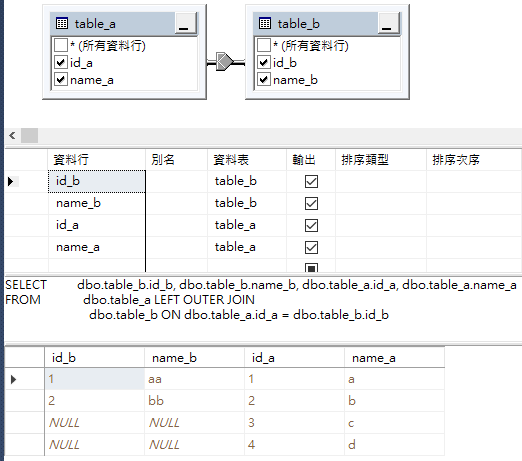 table_a
* (所有資料行)
id_a
name_a
table_b
* (所有資料行)
id_b
name_b
資料行 別名 資料表 輸出 排序類型 排序次序
id_b table_b
name_b table_b
id_a table_a
name_a table_a
SELECT dbo.table_b.id_b, dbo.table_b.name_b, dbo.table_a.id_a, dbo.table_a.name_a
FROM dbo.table_a LEFT OUTER JOIN
dbo.table_b ON dbo.table_a.id_a = dbo.table_b.id_b
id_b name_b id_a name_a
1 aa 1 a
2 bb 2 b
NULL NULL 3 c
NULL NULL 4 d